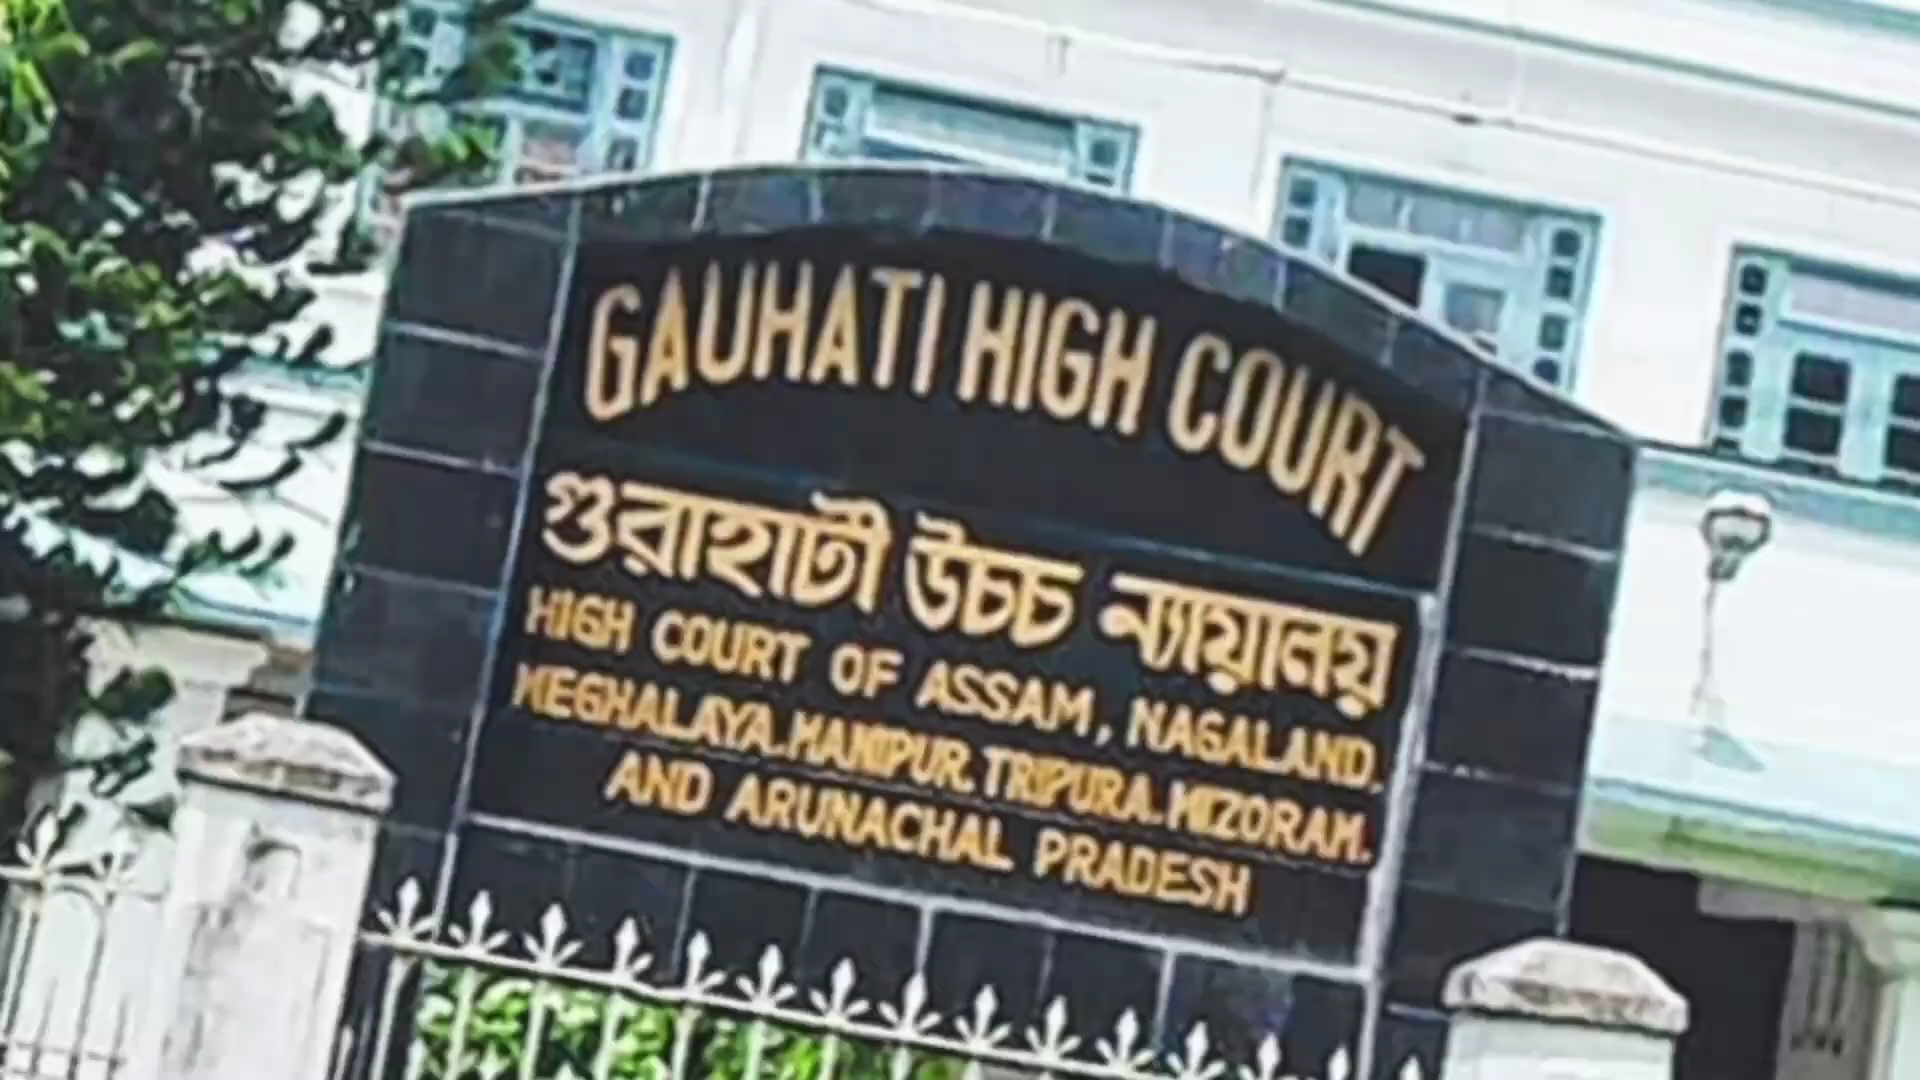 GAUHATI HIGH COURT
গুৱাহাটী উচ্চ ন্যায়ালয়
HIGH COURT OF ASSAM, NAGALAND,
MEGHALAYA. MANIPUR. TRIPURA. MIZORAM.
AND ARUNACHAL PRADESH